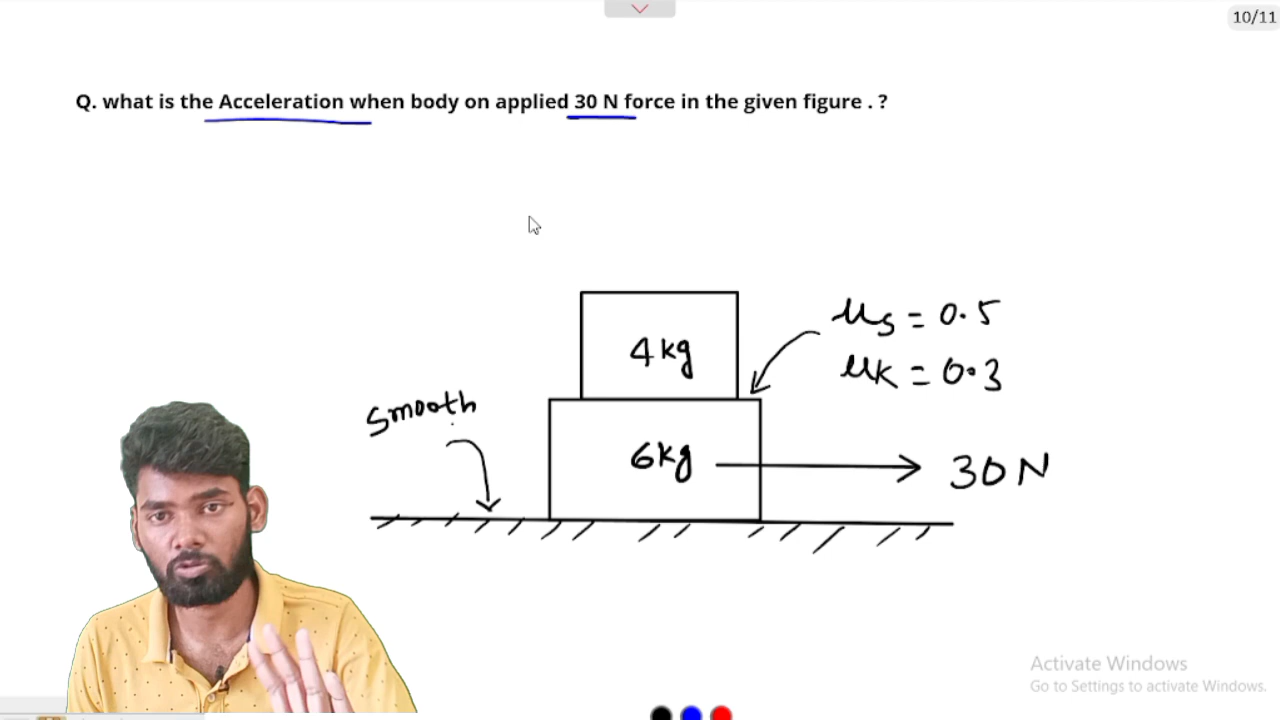 10/11
Q. what is the Acceleration when body on applied 30 N force in the given figure . ?
μs = 0.5
4kg
μk = 0.3
Smooth
6kg
30N
Activate Windows
Go to Settings to activate Windows.